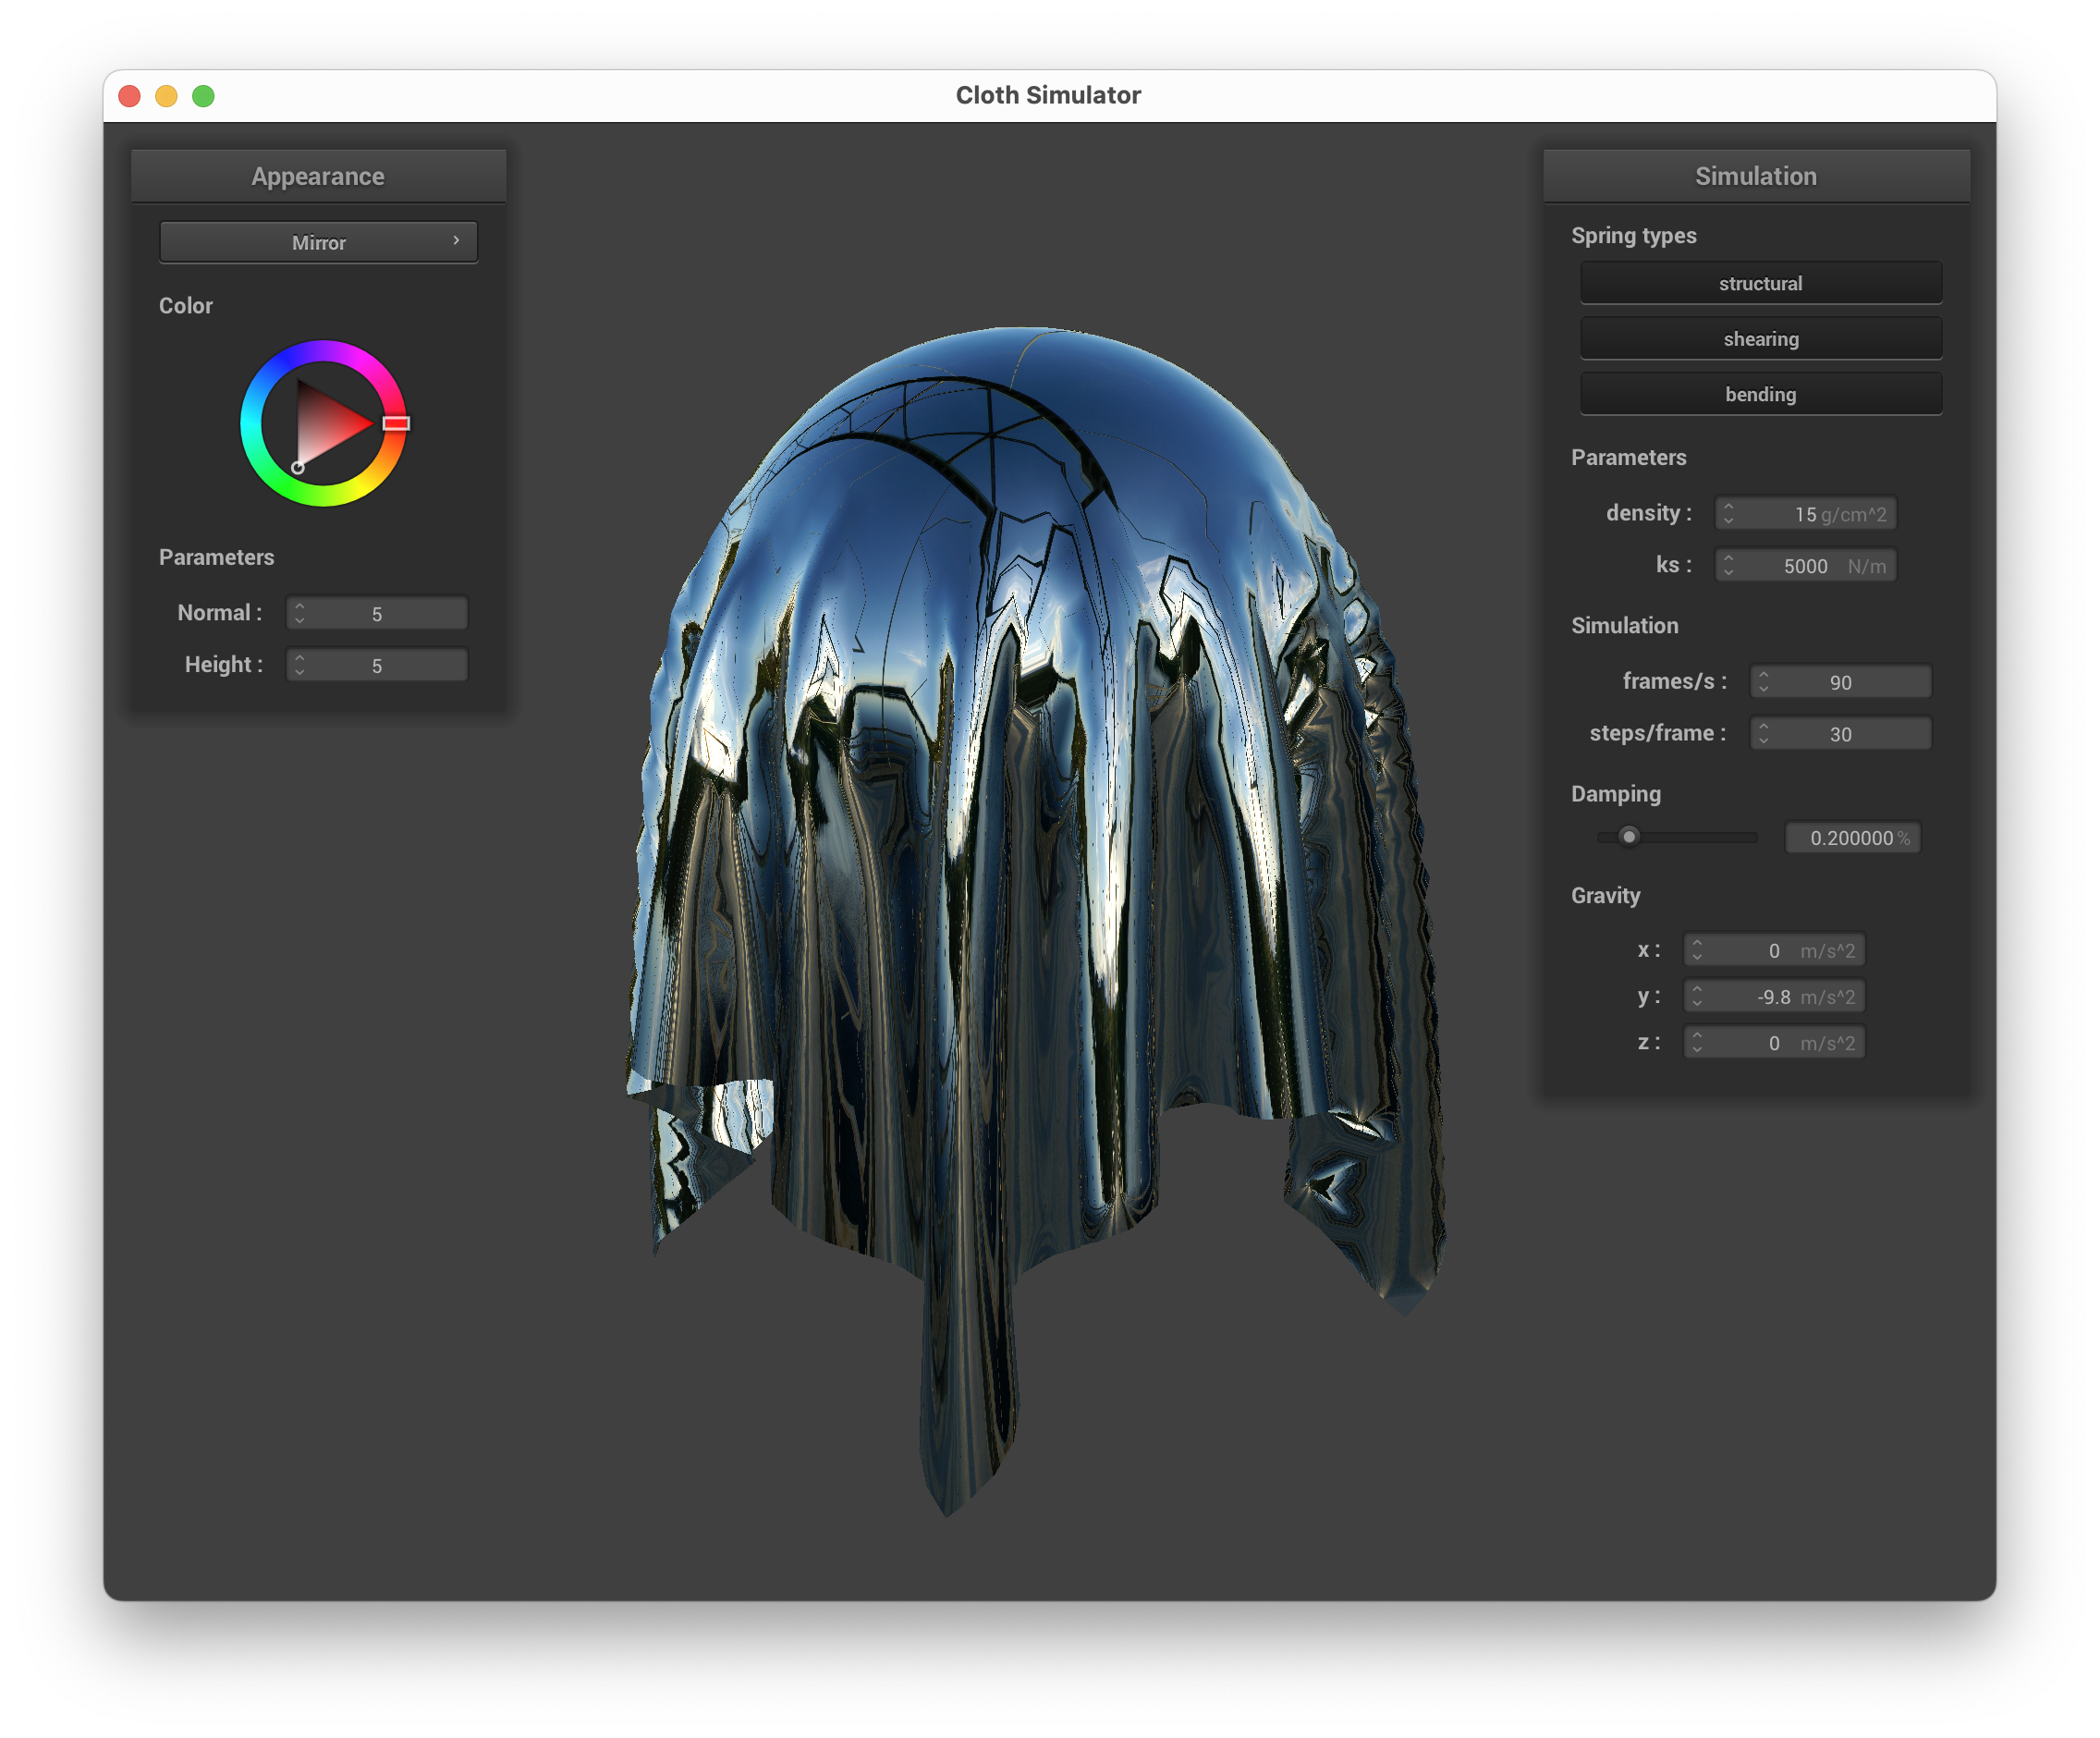 Cloth Simulator
Appearance
Mirror
Color
Parameters
Normal : 5
Height : 5
Simulation
Spring types
structural
shearing
bending
Parameters
density : 15 g/cm^2
ks : 5000 N/m
Simulation
frames/s : 90
steps/frame : 30
Damping
0.200000 %
Gravity
x : 0 m/s^2
y : -9.8 m/s^2
z : 0 m/s^2